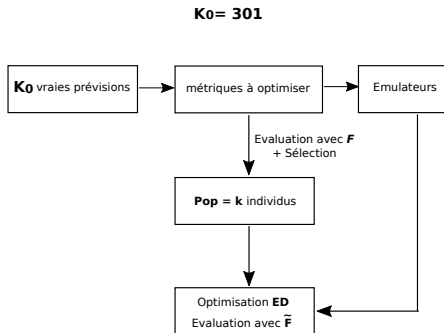 K0= 301
K0 vraies prévisions
métriques à optimiser
Emulateurs
Evaluation avec F
+ Sélection
Pop = k individus
Optimisation ED
Evaluation avec F̃